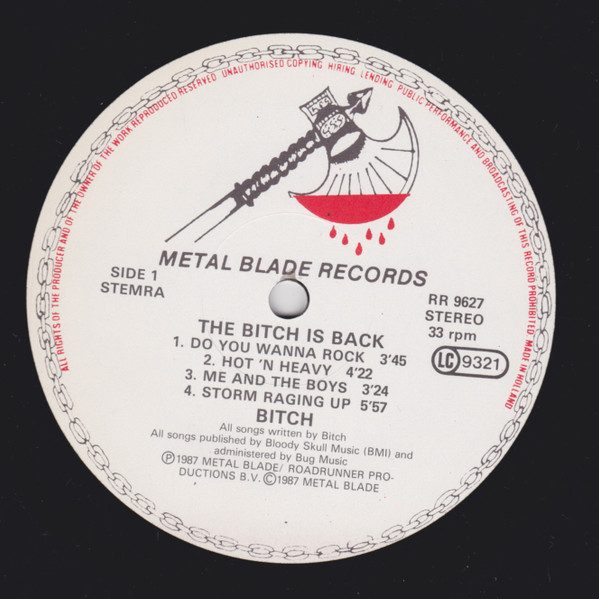 ALL RIGHTS OF THE PRODUCER AND OF THE OWNER OF THE WORK REPRODUCED RESERVED UNAUTHORISED COPYING HIRING LENDING PUBLIC PERFORMANCE AND BROADCASTING OF THIS RECORD PROHIBITED MADE IN HOLLAND
METAL BLADE RECORDS
SIDE 1
STEMRA
RR 9627
STEREO
33 rpm
LC 9321
THE BITCH IS BACK
1. DO YOU WANNA ROCK 3'45
2. HOT 'N HEAVY 4'22
3. ME AND THE BOYS 3'24
4. STORM RAGING UP 5'57
BITCH
All songs written by Bitch
All songs published by Bloody Skull Music (BMI) and
administered by Bug Music
Ⓟ1987 METAL BLADE/ ROADRUNNER PRO-
DUCTIONS B.V. ©1987 METAL BLADE